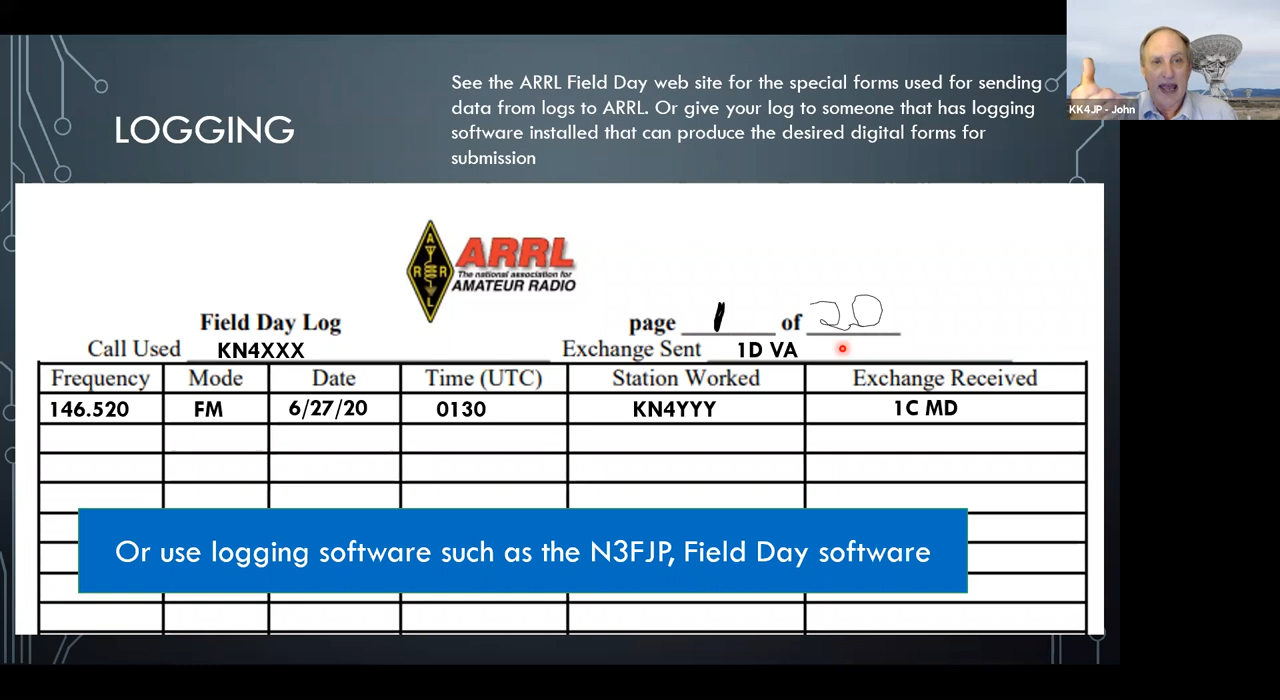 See the ARRL Field Day web site for the special forms used for sending
data from logs to ARRL. Or give your log to someone that has logging
software installed that can produce the desired digital forms for
submission
LOGGING
KK4JP - John
A
R R
L
ARRL
The national association for
AMATEUR RADIO
Field Day Log page 1 of 20
Call Used KN4XXX Exchange Sent 1D VA
Frequency Mode Date Time (UTC) Station Worked Exchange Received
146.520 FM 6/27/20 0130 KN4YYY 1C MD
Or use logging software such as the N3FJP, Field Day software